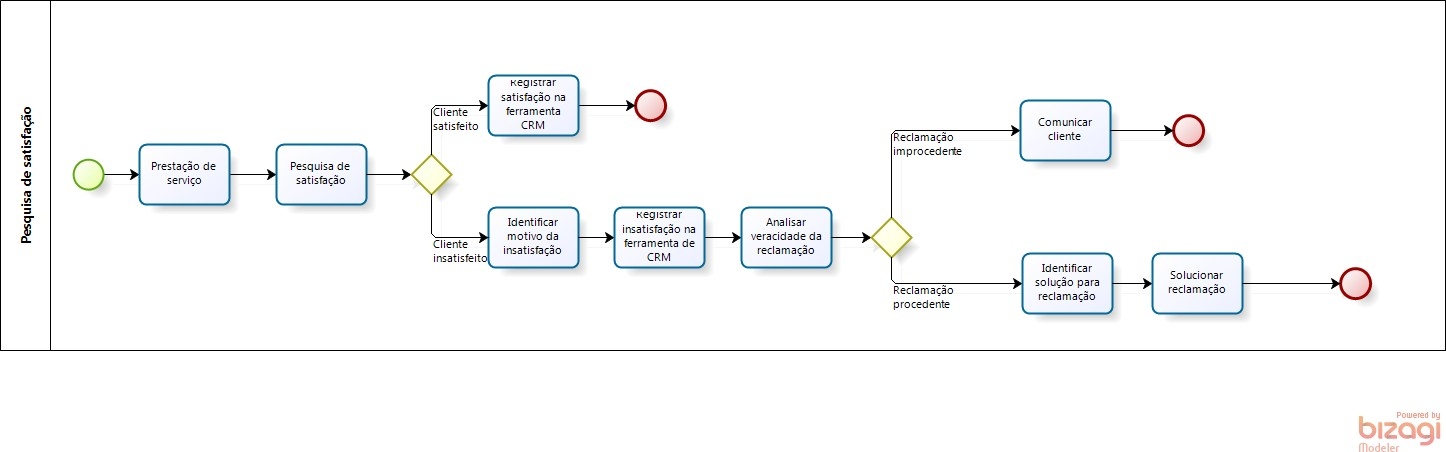 Pesquisa de satisfação
Prestação de
serviço
Pesquisa de
satisfação
Cliente
satisfeito
Registrar
satisfação na
ferramenta
CRM
Cliente
insatisfeito
Identificar
motivo da
insatisfação
Registrar
insatisfação na
ferramenta de
CRM
Analisar
veracidade da
reclamação
Reclamação
improcedente
Comunicar
cliente
Reclamação
procedente
Identificar
solução para
reclamação
Solucionar
reclamação
Powered by
bizagi
Modeler